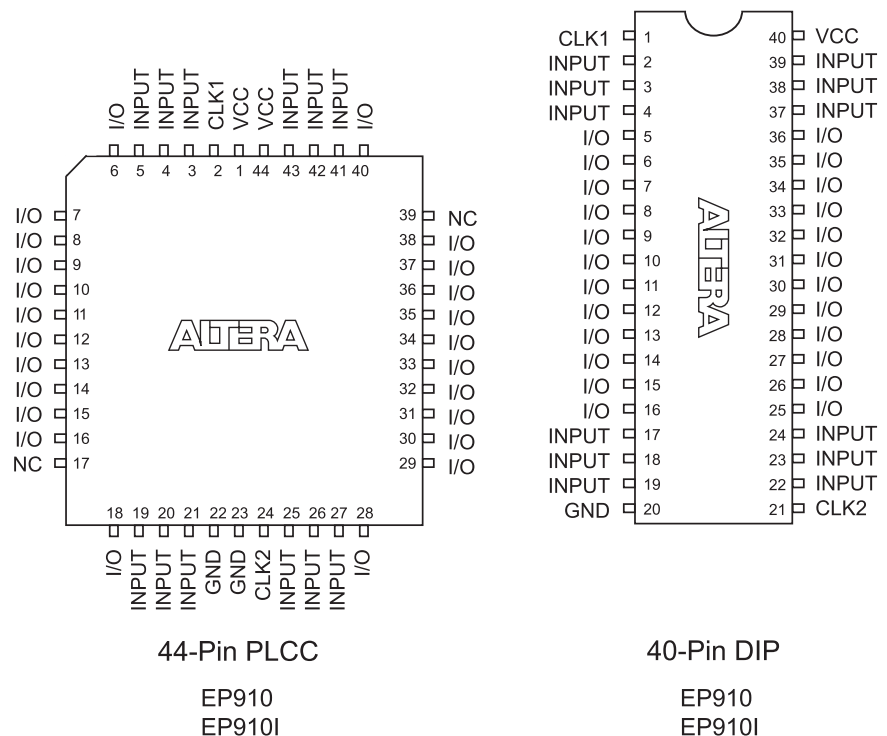 I/O INPUT INPUT INPUT CLK1 VCC VCC INPUT INPUT INPUT I/O
6 5 4 3 2 1 44 43 42 41 40
I/O 7 39 NC
I/O 8 38 I/O
I/O 9 37 I/O
I/O 10 36 I/O
I/O 11 35 I/O
I/O 12 34 I/O
I/O 13 33 I/O
I/O 14 32 I/O
I/O 15 31 I/O
I/O 16 30 I/O
NC 17 29 I/O
ALTERA
18 19 20 21 22 23 24 25 26 27 28
I/O INPUT INPUT INPUT GND GND CLK2 INPUT INPUT INPUT I/O
44-Pin PLCC
EP910
EP910I
CLK1 1 40 VCC
INPUT 2 39 INPUT
INPUT 3 38 INPUT
INPUT 4 37 INPUT
I/O 5 36 I/O
I/O 6 35 I/O
I/O 7 34 I/O
I/O 8 33 I/O
I/O 9 32 I/O
I/O 10 31 I/O
I/O 11 30 I/O
I/O 12 29 I/O
I/O 13 28 I/O
I/O 14 27 I/O
I/O 15 26 I/O
I/O 16 25 I/O
INPUT 17 24 INPUT
INPUT 18 23 INPUT
INPUT 19 22 INPUT
GND 20 21 CLK2
ALTERA
40-Pin DIP
EP910
EP910I